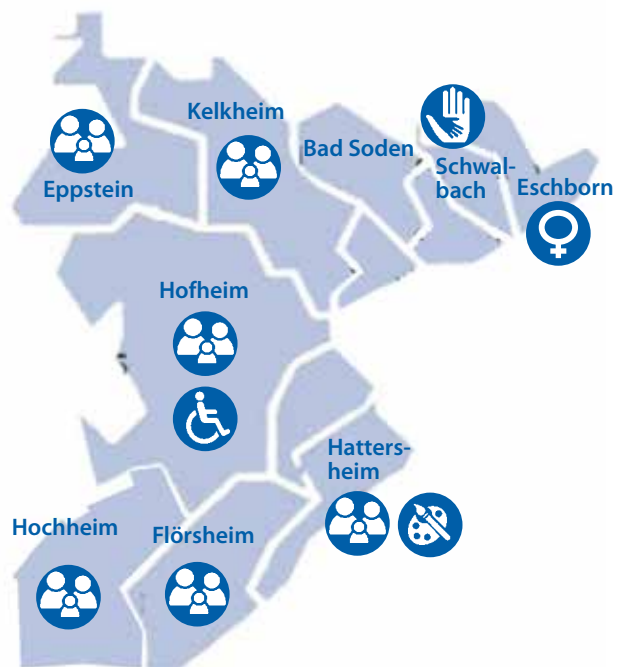 Kelkheim
Bad Soden
Schwal-
bach
Eschborn
Eppstein
Hofheim
Hatters-
heim
Hochheim
Flörsheim